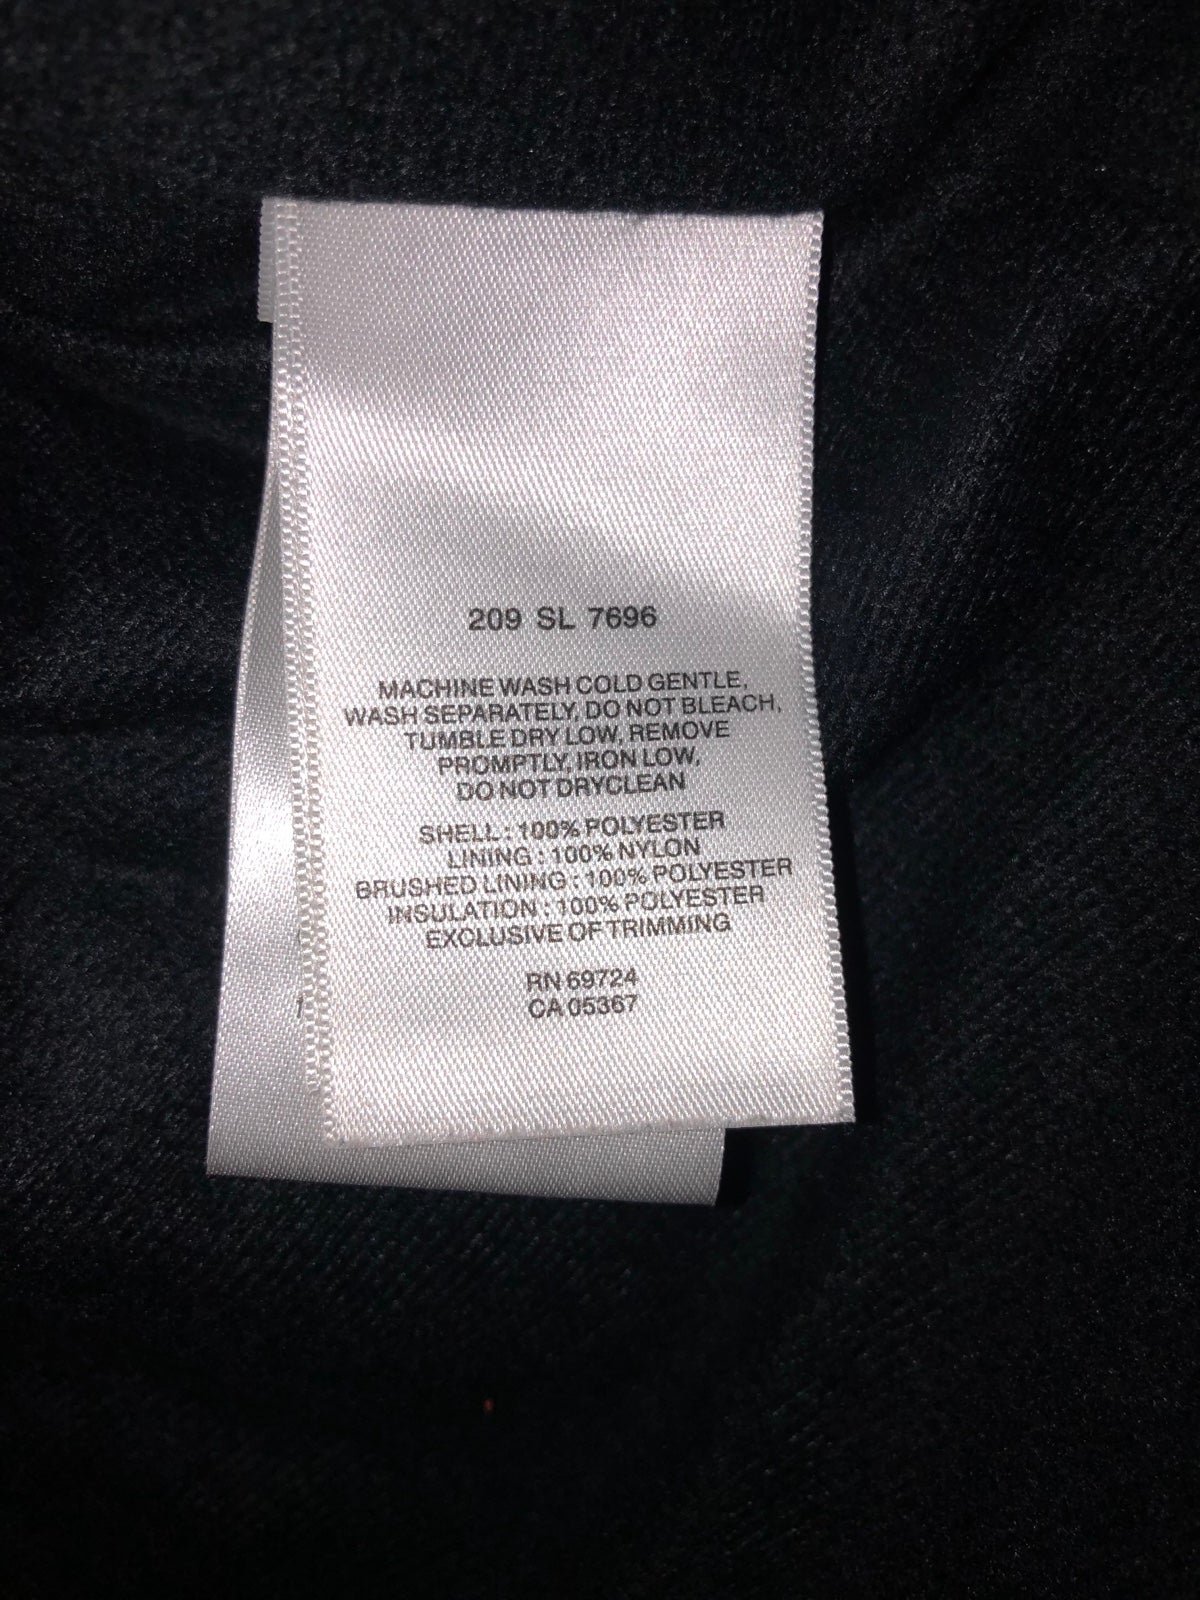 209 SL 7696
MACHINE WASH COLD GENTLE,
WASH SEPARATELY, DO NOT BLEACH,
TUMBLE DRY LOW, REMOVE
PROMPTLY, IRON LOW,
DO NOT DRYCLEAN
SHELL : 100% POLYESTER
LINING : 100% NYLON
BRUSHED LINING : 100% POLYESTER
INSULATION : 100% POLYESTER
EXCLUSIVE OF TRIMMING
RN 69724
CA 05367